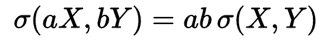 σ(aX, bY) = ab σ(X, Y)